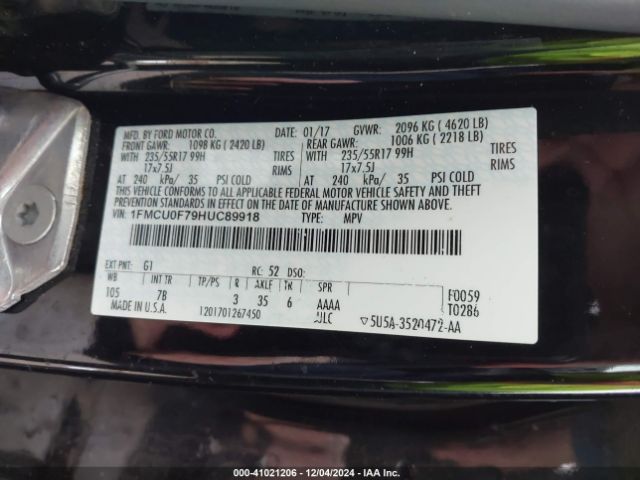 MFD. BY FORD MOTOR CO. 01/17 GVWR: 2096 KG ( 4620 LB)
FRONT GAWR: 1098 KG ( 2420 LB) REAR GAWR: 1006 KG ( 2218 LB)
WITH 235/55R17 99H TIRES WITH 235/55R17 99H TIRES
17x7.5J RIMS 17x7.5J RIMS
AT 240 kPa/ 35 PSI COLD AT 240 kPa/ 35 PSI COLD
THIS VEHICLE CONFORMS TO ALL APPLICABLE FEDERAL MOTOR VEHICLE SAFETY AND THEFT
PREVENTION STANDARDS IN EFFECT ON THE DATE OF MANUFACTURE SHOWN ABOVE.
VIN: 1FMCU0F79HUC89918 TYPE: MPV
EXT PNT: G1 RC: 52 DSO:
WB INT TR TP/PS R AXLE TR SPR F0059
105 7B 3 35 6 AAAA T0286
MADE IN U.S.A. 1201701267450 ULC ▽5U5A-3520472-AA
000-41021206 - 12/04/2024 - IAA Inc.